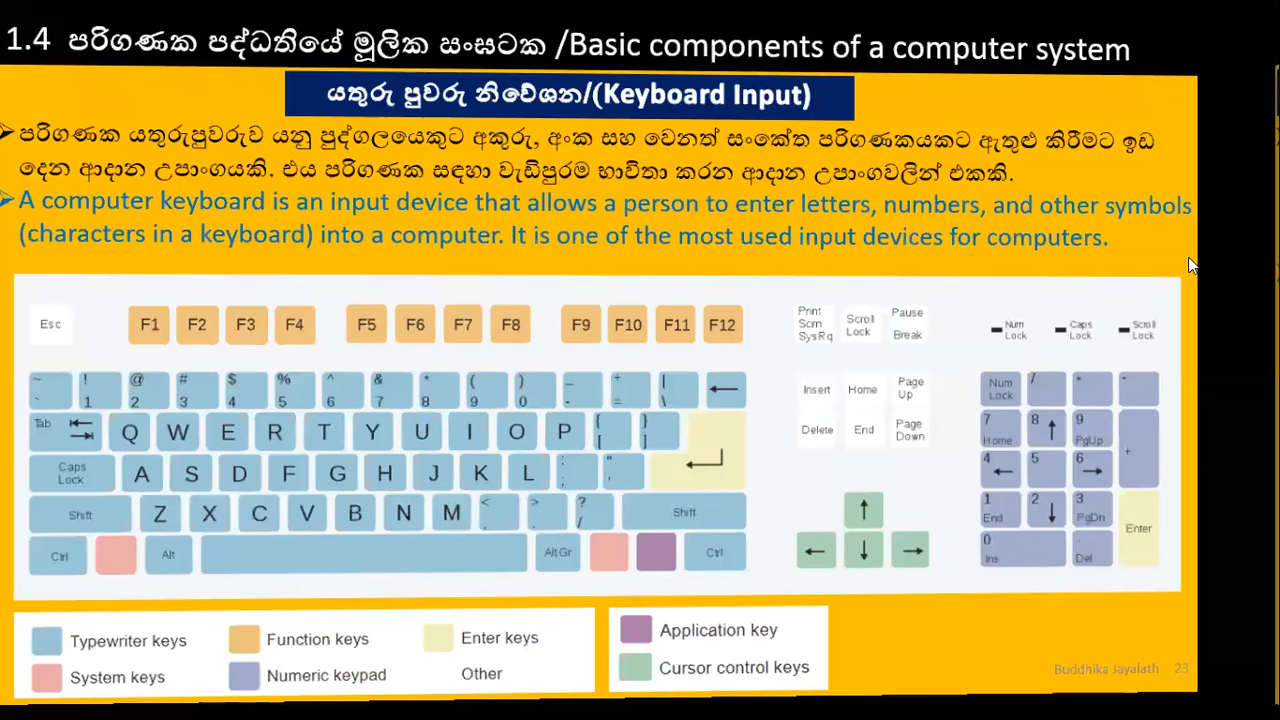 1.4 පරිගණක පද්ධතියේ මූලික සංඝටක /Basic components of a computer system
යතුරු පුවරු නිවේශන/(Keyboard Input)
පරිගණක යතුරුපුවරුව යනු පුද්ගලයෙකුට අකුරු, අංක සහ වෙනත් සංකේත පරිගණකයකට ඇතුළු කිරීමට ඉඩ
දෙන ආදාන උපාංගයකි. එය පරිගණක සඳහා වැඩිපුරම භාවිතා කරන ආදාන උපාංගවලින් එකකි.
A computer keyboard is an input device that allows a person to enter letters, numbers, and other symbols
(characters in a keyboard) into a computer. It is one of the most used input devices for computers.
Esc F1 F2 F3 F4 F5 F6 F7 F8 F9 F10 F11 F12
Print Scrn SysRq
Scroll Lock
Pause Break
Num Lock
Caps Lock
Scroll Lock
~ ` ! 1 @ 2 # 3 $ 4 % 5 ^ 6 & 7 * 8 ( 9 ) 0 _ - + = | \ ←
Insert Home Page Up
Num Lock / * -
Tab Q W E R T Y U I O P { [ } ]
Delete End Page Down
7 Home 8 ↑ 9 PgUp +
Caps Lock A S D F G H J K L : ; " '
4 ← 5 6 →
Shift Z X C V B N M < , > . ? / Shift
↑
1 End 2 ↓ 3 PgDn Enter
Ctrl Alt Alt Gr Ctrl
← ↓ →
0 Ins . Del
Typewriter keys Function keys Enter keys
System keys Numeric keypad Other
Application key
Cursor control keys
Buddhika Jayalath 23